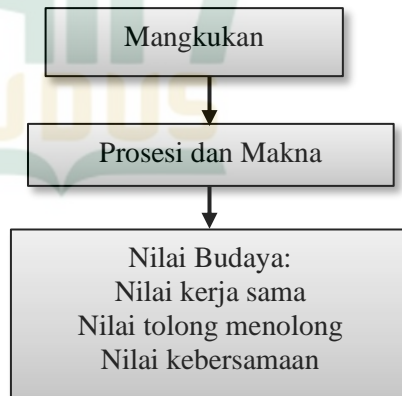 Mangkukan
Prosesi dan Makna
Nilai Budaya:
Nilai kerja sama
Nilai tolong menolong
Nilai kebersamaan